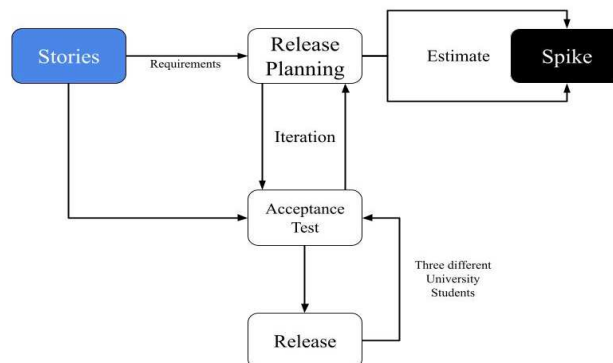 Stories
Requirements
Release
Planning
Estimate
Spike
Iteration
Acceptance
Test
Three different
University
Students
Release